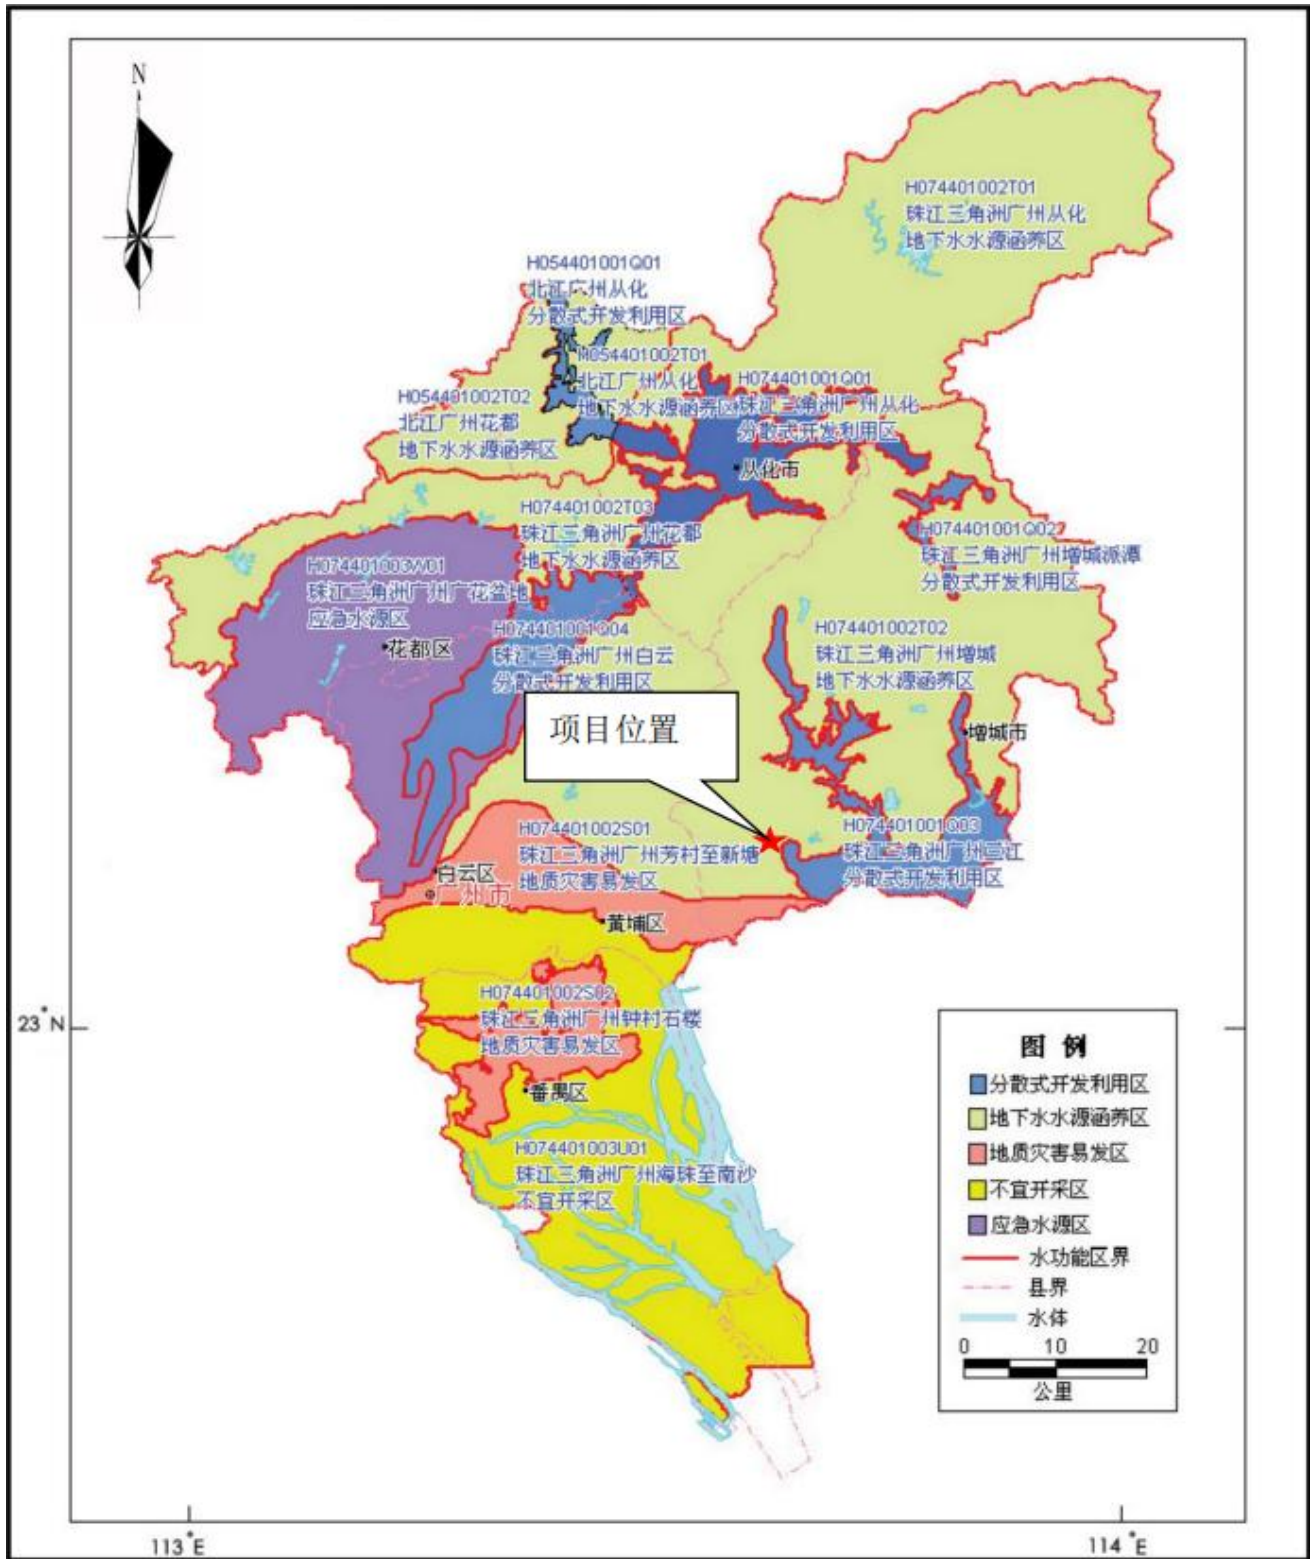 N
H074401002T01
珠江三角洲广州从化
地下水水源涵养区
H054401001Q01
北江广州从化
分散式开发利用区
H054401002T01
北江广州从化
地下水水源涵养区
H074401001Q01
珠江三角洲广州从化
分散式开发利用区
H054401002T02
北江广州花都
地下水水源涵养区
从化市
H074401002T03
珠江三角洲广州花都
地下水水源涵养区
H074401001Q02
珠江三角洲广州增城派潭
分散式开发利用区
H074401003W01
珠江三角洲广州广花盆地
应急水源区
花都区
H074401001Q04
珠江三角洲广州白云
分散式开发利用区
H074401002T02
珠江三角洲广州增城
地下水水源涵养区
项目位置
增城市
H074401002S01
珠江三角洲广州芳村至新塘
地质灾害易发区
H074401001Q03
珠江三角洲广州三江
分散式开发利用区
白云区
广州市
黄埔区
H074401002S02
珠江三角洲广州钟村石楼
地质灾害易发区
23°N
番禺区
H074401003U01
珠江三角洲广州海珠至南沙
不宜开采区
图 例
分散式开发利用区
地下水水源涵养区
地质灾害易发区
不宜开采区
应急水源区
水功能区界
县界
水体
0 10 20
公里
113°E
114°E